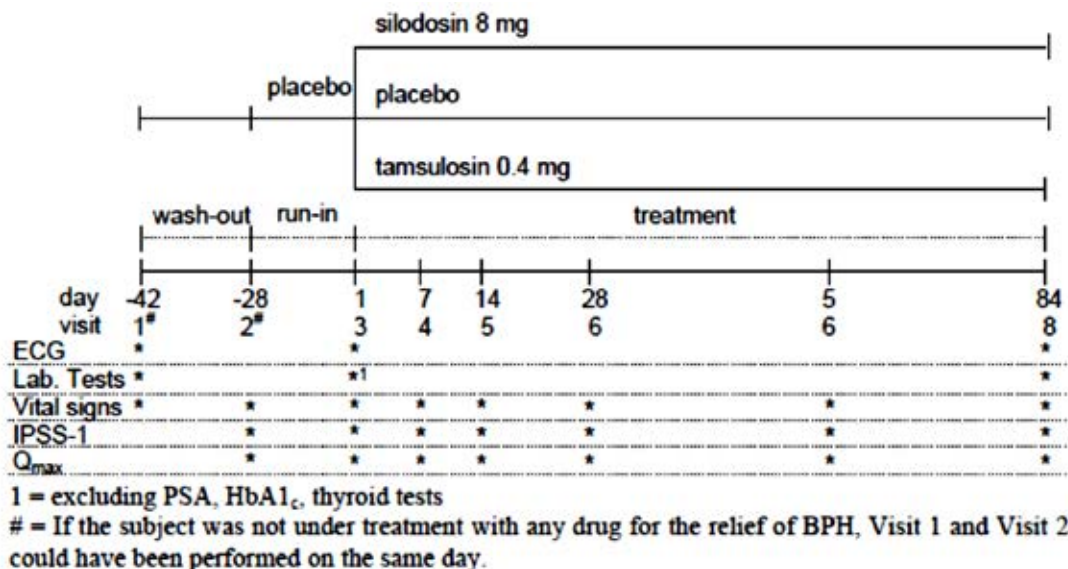 silodosin 8 mg
placebo placebo
tamsulosin 0.4 mg
wash-out run-in treatment
day -42 -28 1 7 14 28 5 84
visit 1# 2# 3 4 5 6 6 8
ECG * * *
Lab. Tests * *1 *
Vital signs * * * * * * * *
IPSS-1 * * * * * * *
Qmax * * * * * * *
1 = excluding PSA, HbA1c, thyroid tests
# = If the subject was not under treatment with any drug for the relief of BPH, Visit 1 and Visit 2
could have been performed on the same day.